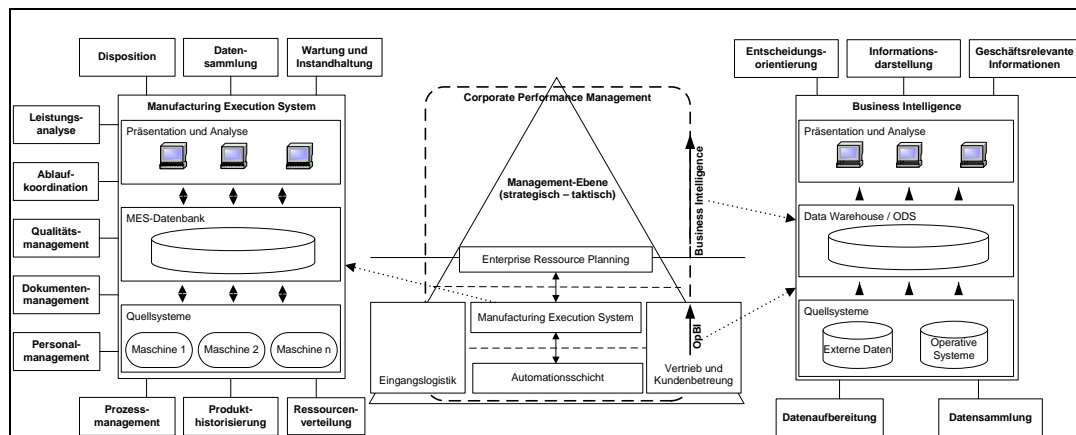 Disposition
Daten-
sammlung
Wartung und
Instandhaltung
Leistungs-
analyse
Ablauf-
koordination
Qualitäts-
management
Dokumenten-
management
Personal-
management
Manufacturing Execution System
Präsentation und Analyse
MES-Datenbank
Quellsysteme
Maschine 1
Maschine 2
Maschine n
Prozess-
management
Produkt-
historisierung
Ressourcen-
verteilung
Corporate Performance Management
Management-Ebene
(strategisch – taktisch)
Business Intelligence
Enterprise Ressource Planning
Manufacturing Execution System
OpBI
Eingangslogistik
Automationsschicht
Vertrieb und
Kundenbetreung
Entscheidungs-
orientierung
Informations-
darstellung
Geschäftsrelevante
Informationen
Business Intelligence
Präsentation und Analyse
Data Warehouse / ODS
Quellsysteme
Externe Daten
Operative
Systeme
Datenaufbereitung
Datensammlung